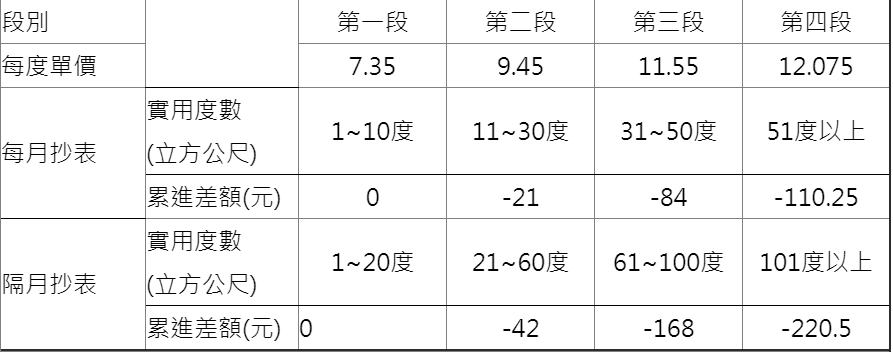 段別 第一段 第二段 第三段 第四段
每度單價 7.35 9.45 11.55 12.075
每月抄表 實用度數 1~10度 11~30度 31~50度 51度以上
(立方公尺)
累進差額(元) 0 -21 -84 -110.25
隔月抄表 實用度數 1~20度 21~60度 61~100度 101度以上
(立方公尺)
累進差額(元) 0 -42 -168 -220.5